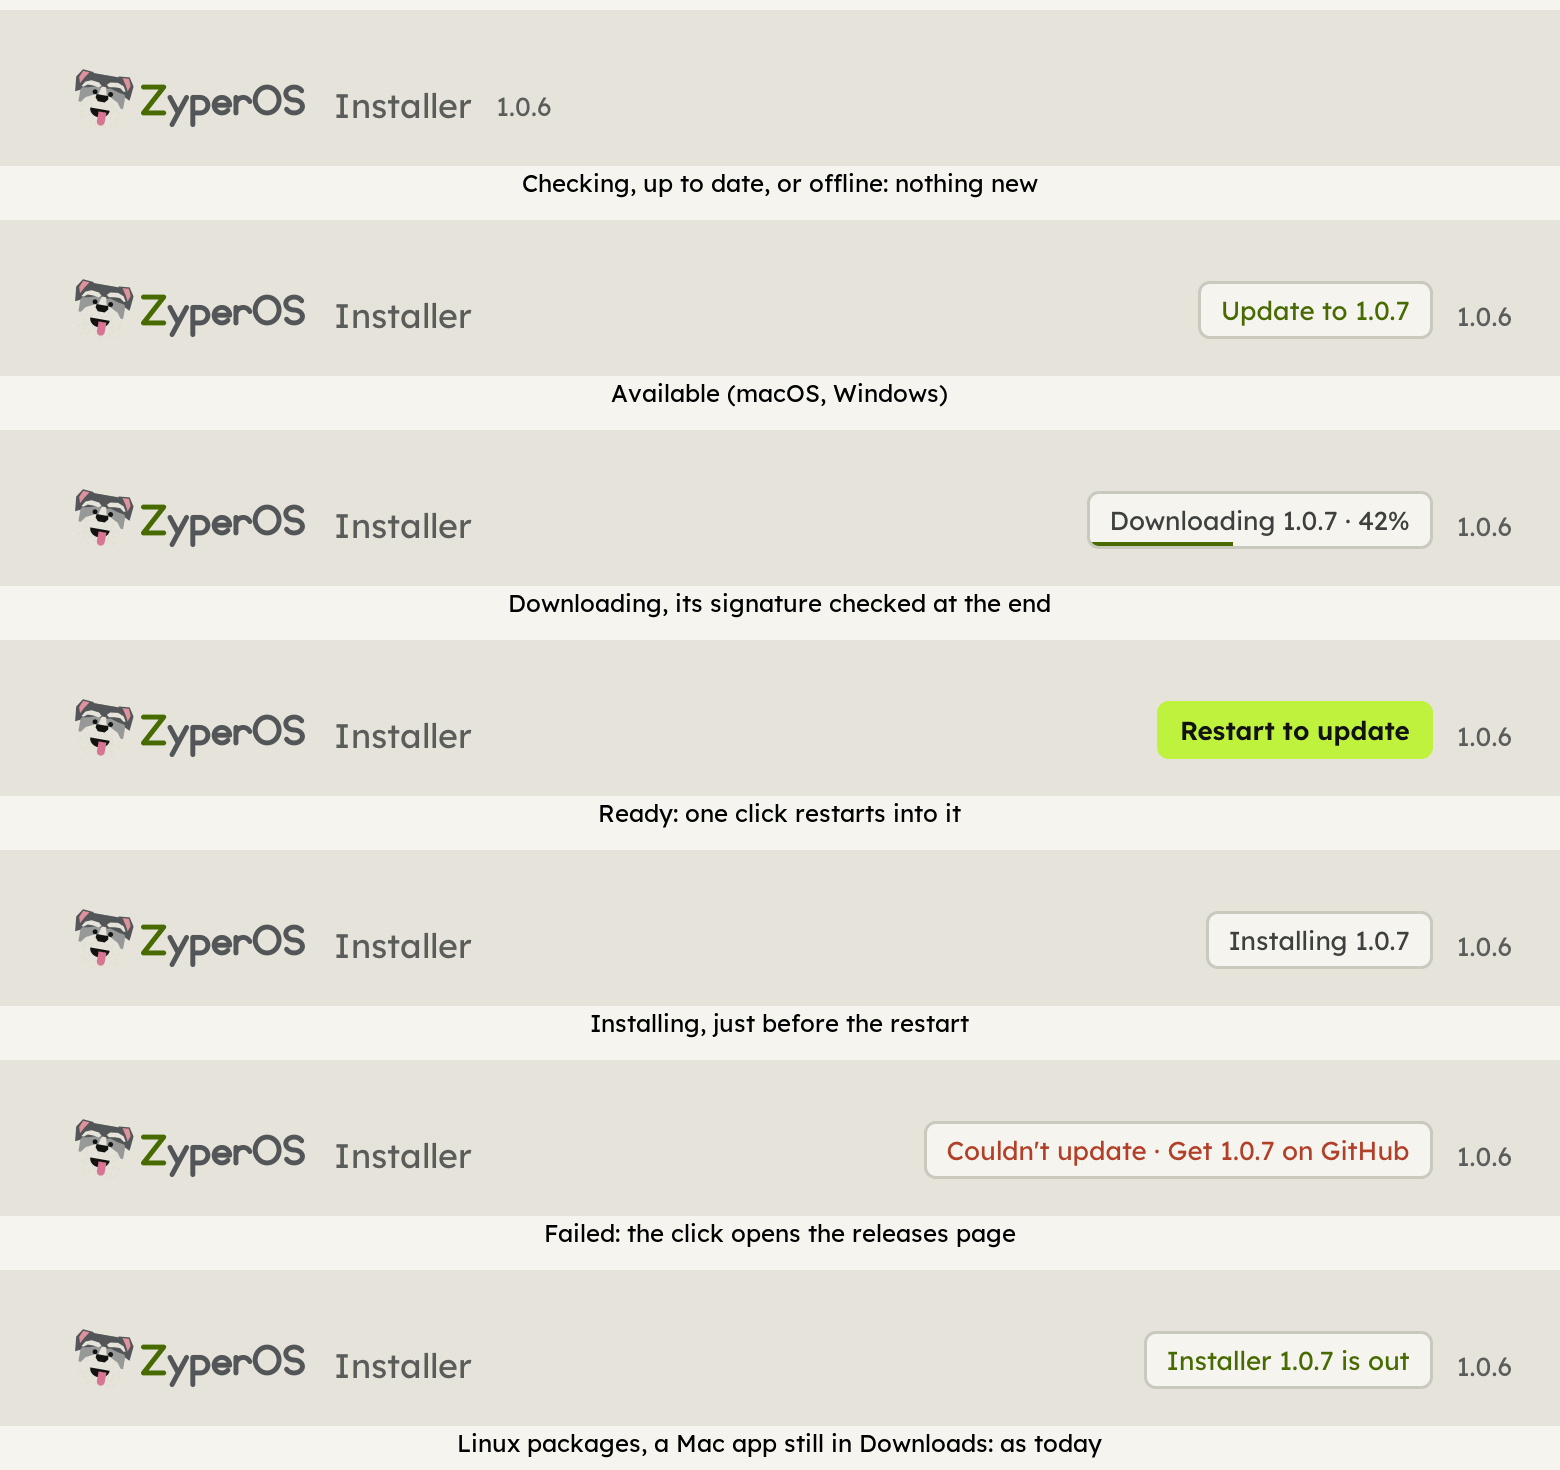 ZyperOS Installer 1.0.6
Checking, up to date, or offline: nothing new
ZyperOS Installer Update to 1.0.7 1.0.6
Available (macOS, Windows)
ZyperOS Installer Downloading 1.0.7 · 42% 1.0.6
Downloading, its signature checked at the end
ZyperOS Installer Restart to update 1.0.6
Ready: one click restarts into it
ZyperOS Installer Installing 1.0.7 1.0.6
Installing, just before the restart
ZyperOS Installer Couldn't update · Get 1.0.7 on GitHub 1.0.6
Failed: the click opens the releases page
ZyperOS Installer Installer 1.0.7 is out 1.0.6
Linux packages, a Mac app still in Downloads: as today